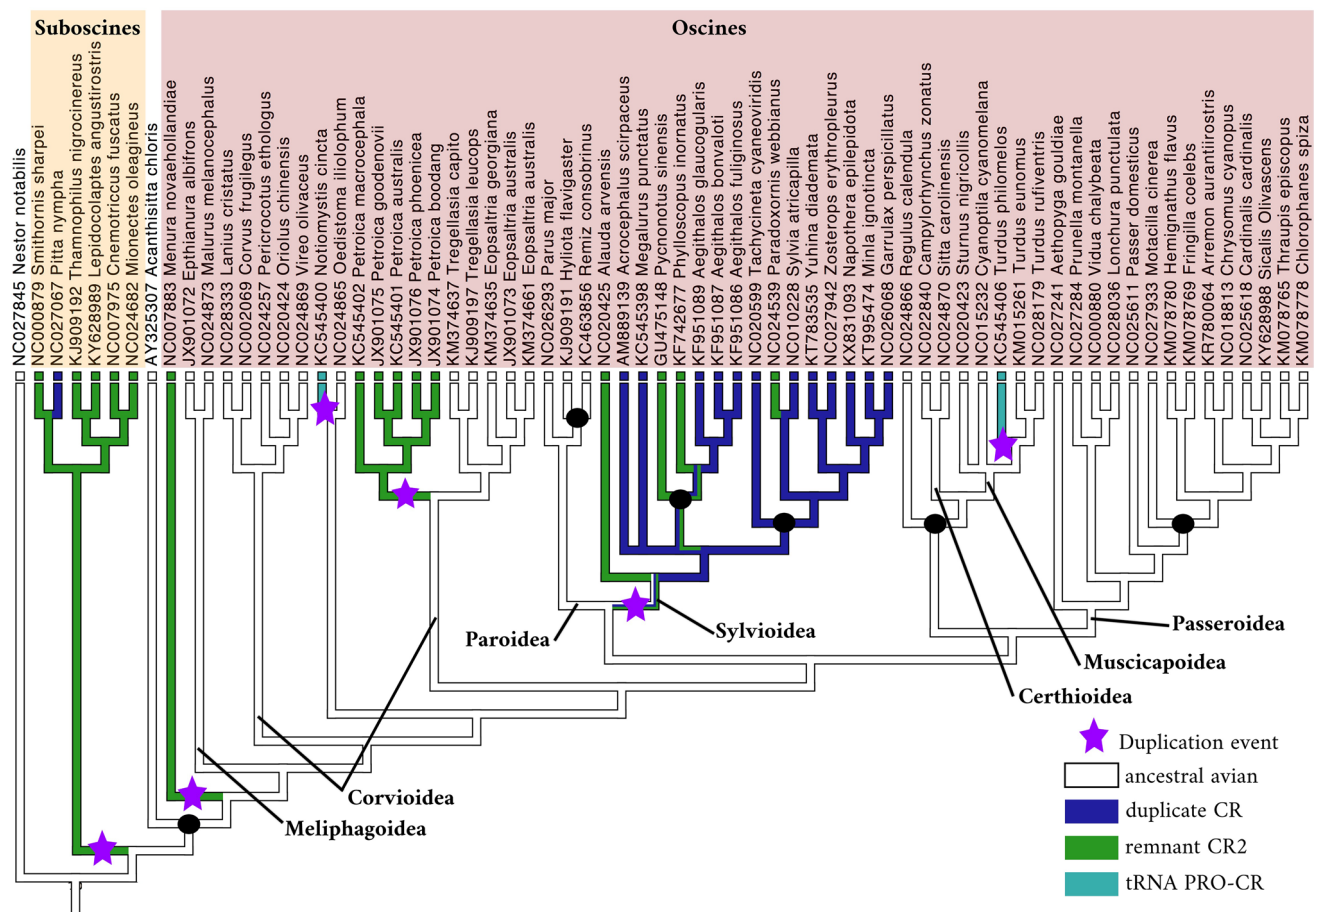 Suboscines
Oscines
NC027845 Nestor notabilis
NC000879 Smithornis sharpei
NC027067 Pitta nympha
KJ909192 Thamnophilus nigrocinereus
KY628989 Lepidocolaptes angustirostris
NC007975 Cnemotriccus fuscatus
NC024682 Mionectes oleagineus
AY325307 Acanthisitta chloris
NC007883 Menura novaehollandiae
JX901072 Ephianura albifrons
NC024873 Malurus melanocephalus
NC028333 Lanius cristatus
NC002069 Corvus frugilegus
NC024257 Pericrocotus ethologus
NC020424 Oriolus chinensis
NC024869 Vireo olivaceus
KC545400 Notiomystis cincta
NC024865 Oedistoma iliolophum
KC545402 Petroica macrocephala
JX901075 Petroica goodenovii
KC545401 Petroica australis
JX901076 Petroica phoenicea
JX901074 Petroica boodang
KM374637 Tregellasia capito
KJ909197 Tregellasia leucops
KM374635 Eopsaltria georgiana
JX901073 Eopsaltria australis
KM374661 Eopsaltria australis
NC026293 Parus major
KJ909191 Hyliota flavigaster
KC463856 Remiz consobrinus
NC020425 Alauda arvensis
AM889139 Acrocephalus scirpaceus
KC545398 Megalurus punctatus
GU475148 Pycnonotus sinensis
FJ742677 Phylloscopus inornatus
KF951089 Aegithalos glaucogularis
KF951087 Aegithalos bonvaloti
KF951086 Aegithalos fuliginosus
NC020599 Tachycineta cyaneoviridis
NC024539 Paradoxornis webbianus
NC010228 Sylvia atricapilla
KT783535 Yuhina diademata
NC027942 Zosterops erythropleurus
KX831093 Napothera epilepidota
KT995474 Minla ignotincta
NC026068 Garrulax perspicillatus
NC024866 Regulus calendula
NC022840 Campylorhynchus zonatus
NC024870 Sitta carolinensis
NC020423 Sturnus nigricollis
NC015232 Cyanoptila cyanomelana
KC545406 Turdus philomelos
KM015261 Turdus eunomus
NC028179 Turdus rufiventris
NC027241 Aethopyga gouldiae
NC027284 Prunella montanella
NC000880 Vidua chalybeata
NC028036 Lonchura punctulata
NC025611 Passer domesticus
NC027933 Motacilla cinerea
KM078780 Hemignathus flavus
KM078769 Fringilla coelebs
KR780064 Arremon aurantiirostris
NC018813 Chrysomus cyanopus
NC025618 Cardinalis cardinalis
KY628988 Sicalis Olivascens
KM078765 Thraupis episcopus
KM078778 Chlorophanes spiza
Paroidea
Sylvioidea
Passeroidea
Muscicapoidea
Certhioidea
Corvioidea
Meliphagoidea
Duplication event
ancestral avian
duplicate CR
remnant CR2
tRNA PRO-CR